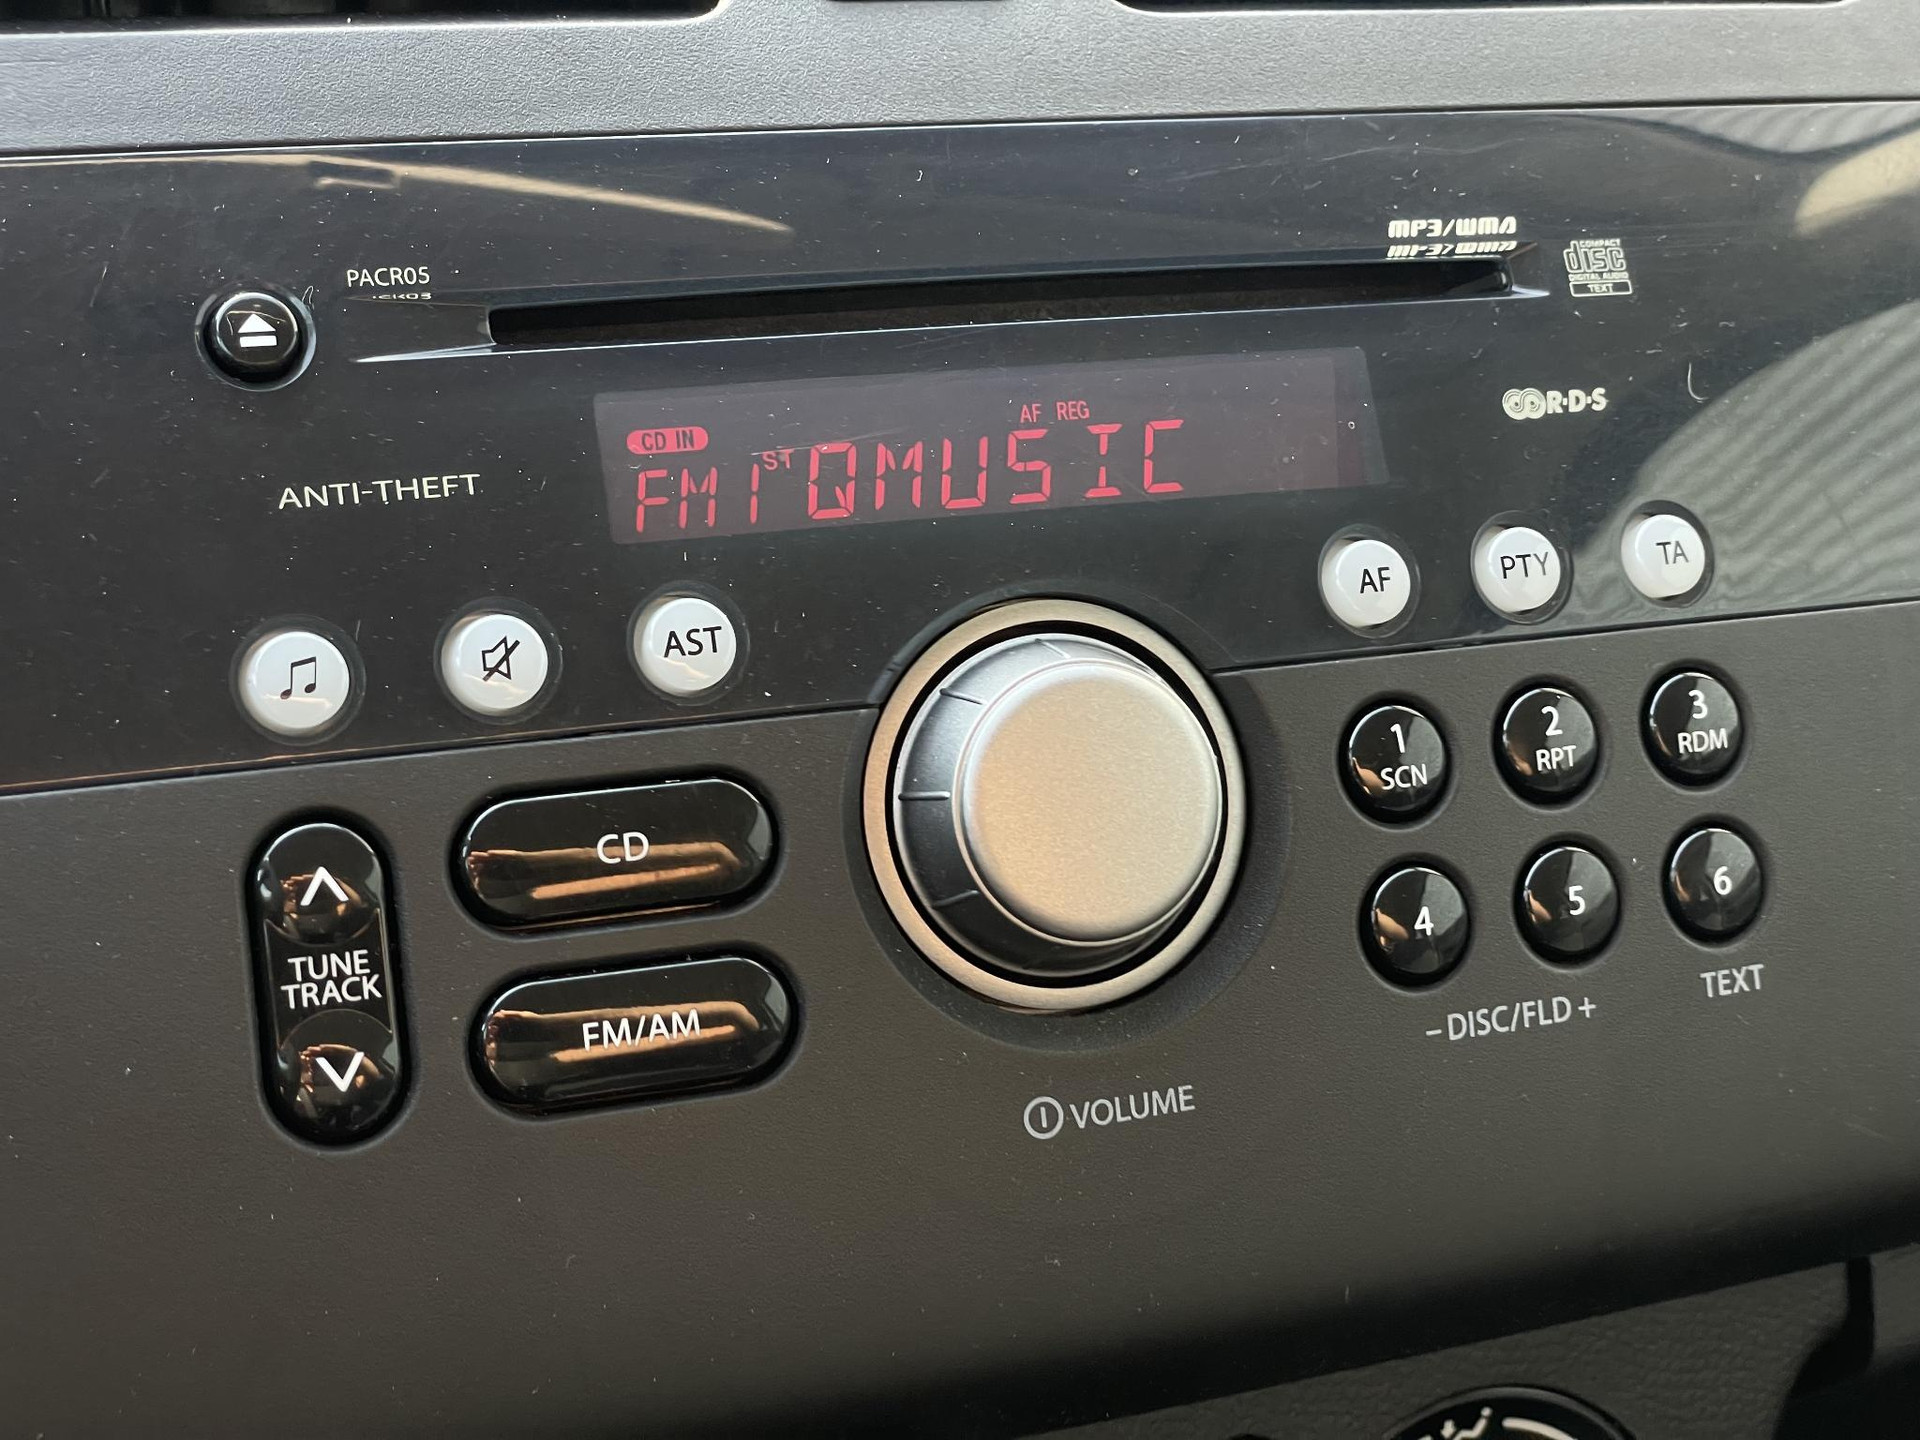 MP3/WMA
PACR05
COMPACT
disc
DIGITAL AUDIO
TEXT
R·D·S
AF REG
CD IN
FM1 ST QMUSIC
ANTI-THEFT
AF
PTY
TA
AST
1
SCN
2
RPT
3
RDM
CD
TUNE
TRACK
4
5
6
FM/AM
– DISC/FLD +
TEXT
VOLUME